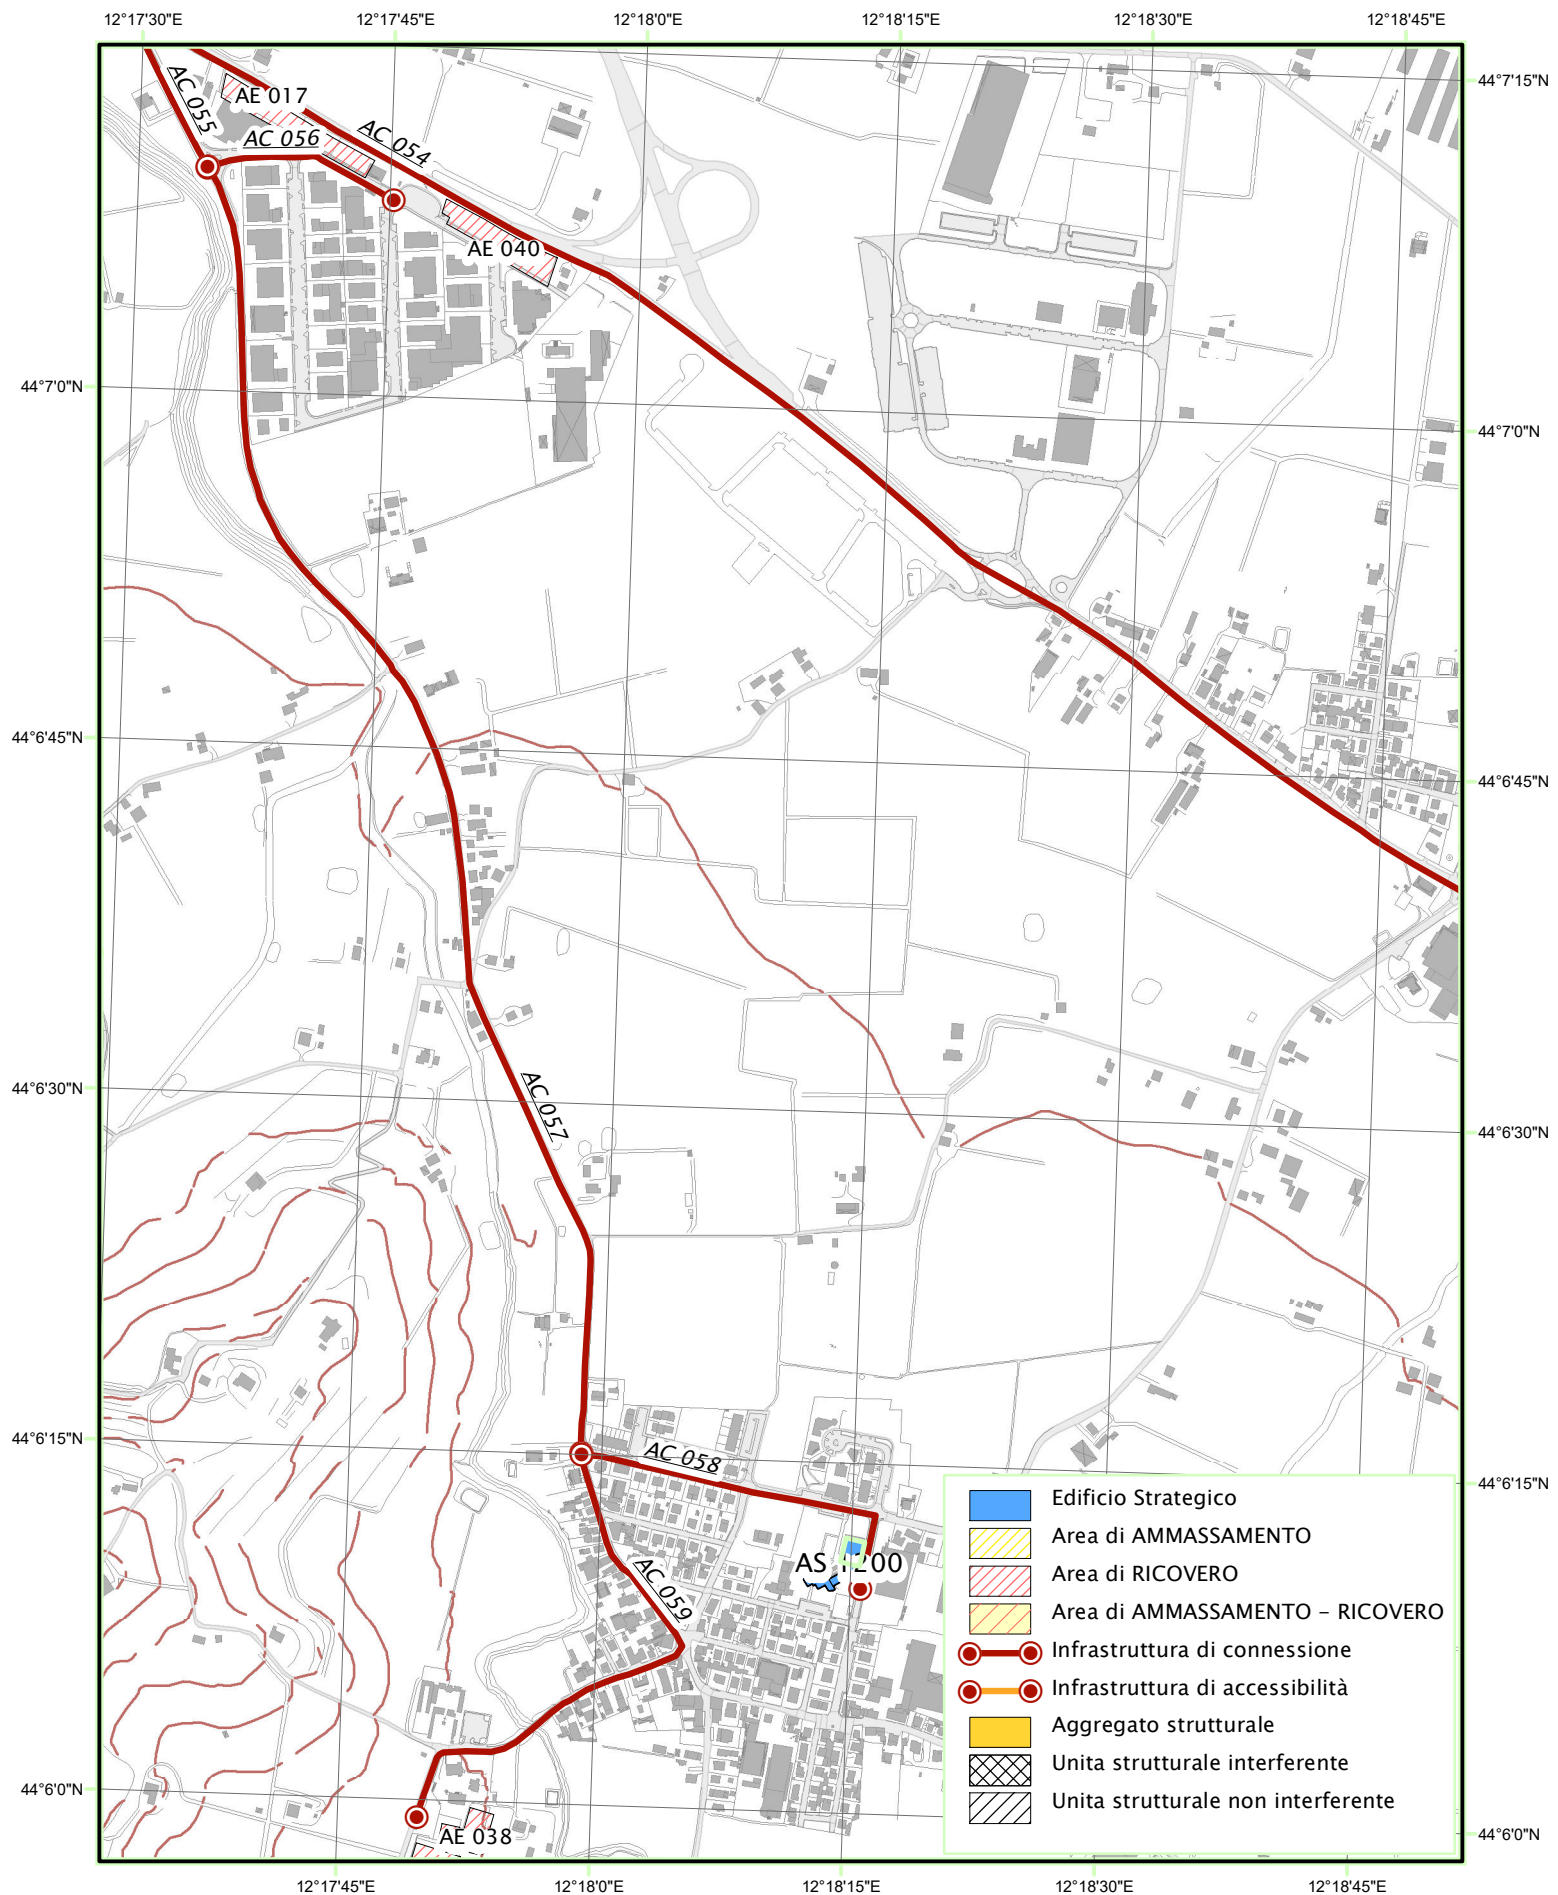 12°17'30"E
12°17'45"E
12°18'0"E
12°18'15"E
12°18'30"E
12°18'45"E
44°7'15"N
AC 055
AE 017
AC 056
AC 054
AE 040
44°7'0"N
44°7'0"N
44°6'45"N
44°6'45"N
44°6'30"N
AC 057
44°6'30"N
44°6'15"N
AC 058
44°6'15"N
AS 1200
AC 059
Edificio Strategico
Area di AMMASSAMENTO
Area di RICOVERO
Area di AMMASSAMENTO - RICOVERO
Infrastruttura di connessione
Infrastruttura di accessibilità
Aggregato strutturale
Unita strutturale interferente
Unita strutturale non interferente
44°6'0"N
AE 038
44°6'0"N
12°17'45"E
12°18'0"E
12°18'15"E
12°18'30"E
12°18'45"E